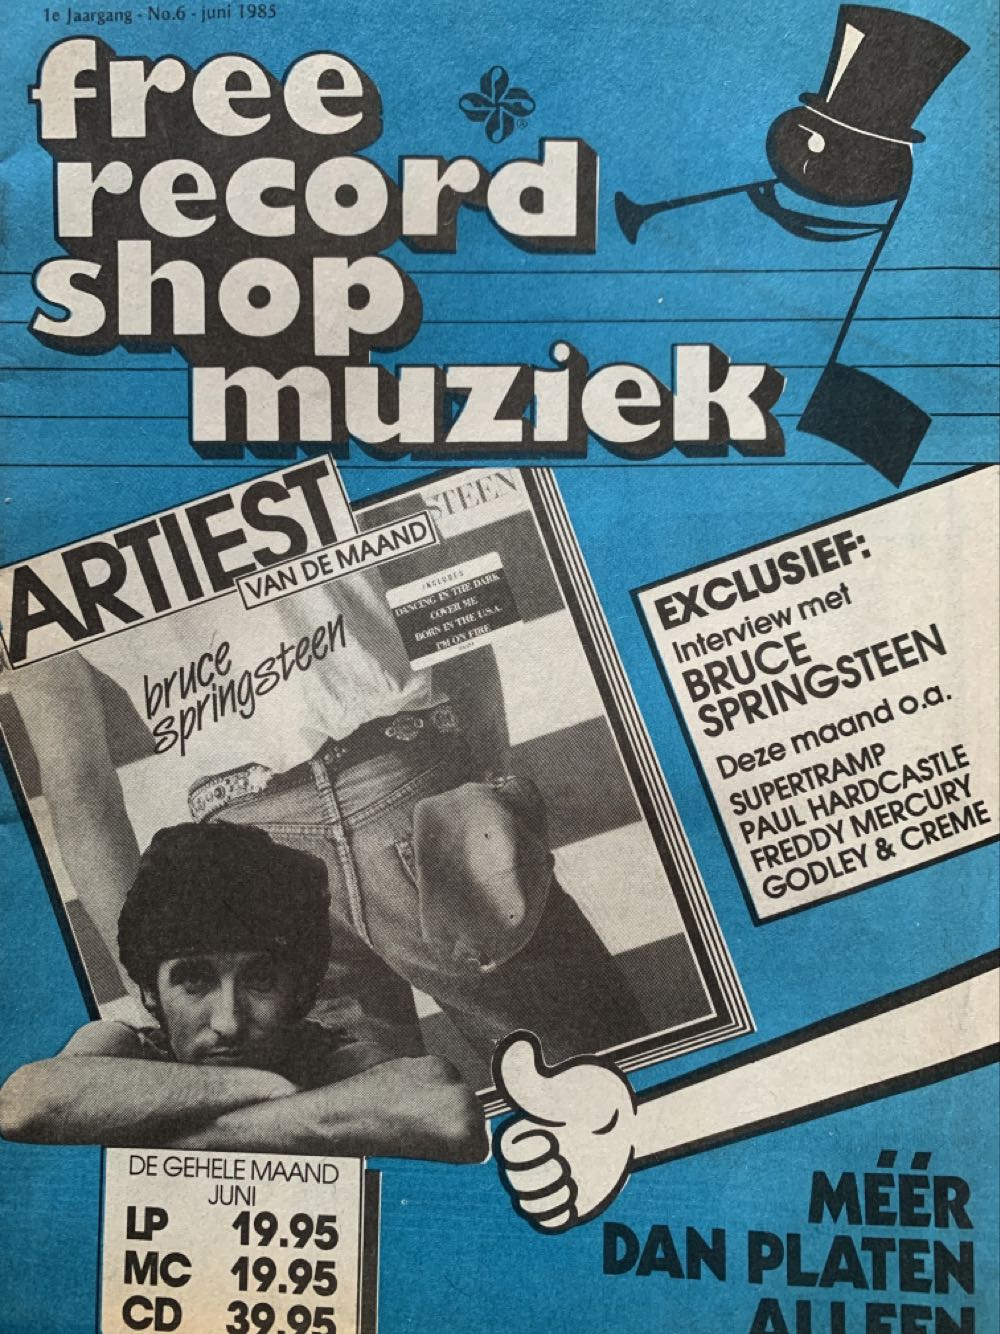 1e Jaargang - No.6 - juni 1985
free
record
shop
muziek
ARTIEST
VAN DE MAAND
STEEN
INCLUDES
DANCING IN THE DARK
COVER ME
BORN IN THE U.S.A.
I'M ON FIRE
bruce
springsteen
EXCLUSIEF:
Interview met
BRUCE
SPRINGSTEEN
Deze maand o.a.
SUPERTRAMP
PAUL HARDCASTLE
FREDDY MERCURY
GODLEY & CREME
DE GEHELE MAAND
JUNI
LP 19.95
MC 19.95
CD 39.95
MÉÉR
DAN PLATEN
ALLEEN